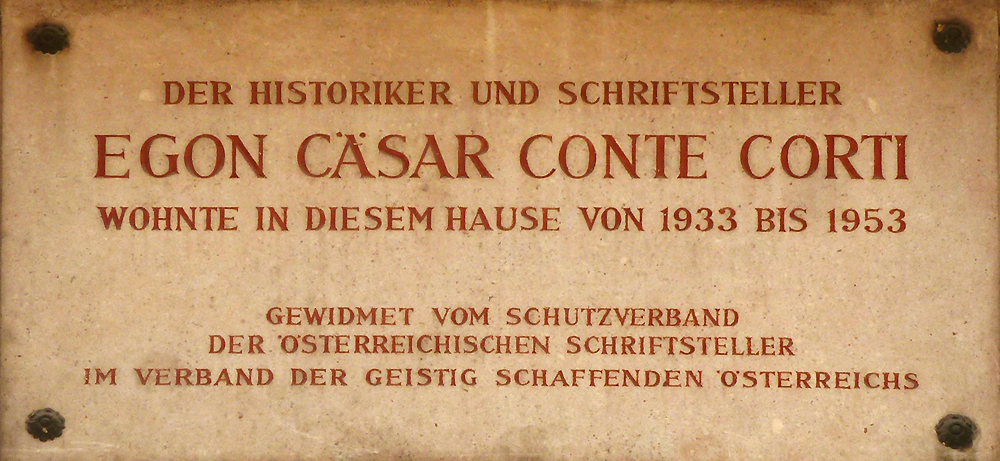 DER HISTORIKER UND SCHRIFTSTELLER
EGON CÄSAR CONTE CORTI
WOHNTE IN DIESEM HAUSE VON 1933 BIS 1953
GEWIDMET VOM SCHUTZVERBAND
DER ÖSTERREICHISCHEN SCHRIFTSTELLER
IM VERBAND DER GEISTIG SCHAFFENDEN ÖSTERREICHS